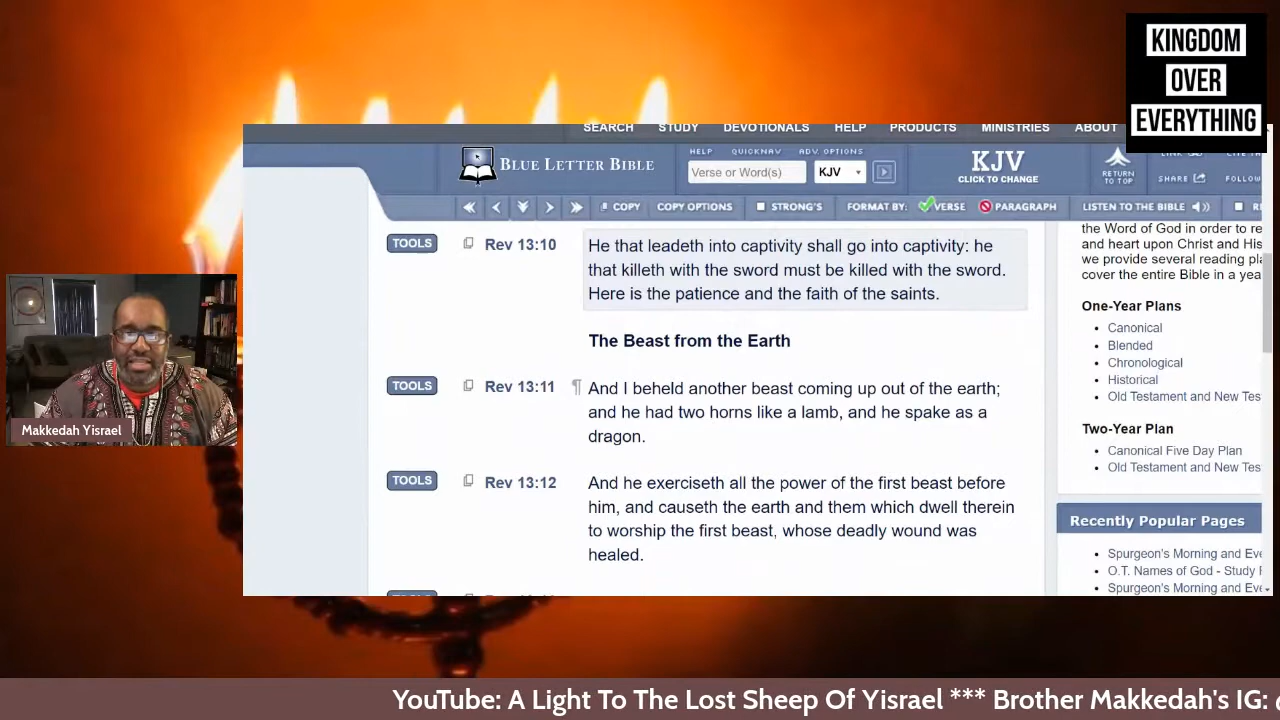 KINGDOM
OVER
EVERYTHING
SEARCH STUDY DEVOTIONALS HELP PRODUCTS MINISTRIES ABOUT
BLUE LETTER BIBLE
HELP QUICKNAV ADV. OPTIONS
Verse or Word(s) KJV
KJV
CLICK TO CHANGE
RETURN
TO TOP
SHARE FOLLOW
COPY COPY OPTIONS STRONG'S FORMAT BY: VERSE PARAGRAPH LISTEN TO THE BIBLE
TOOLS Rev 13:10 He that leadeth into captivity shall go into captivity: he
that killeth with the sword must be killed with the sword.
Here is the patience and the faith of the saints.
The Beast from the Earth
TOOLS Rev 13:11 ¶ And I beheld another beast coming up out of the earth;
and he had two horns like a lamb, and he spake as a
dragon.
TOOLS Rev 13:12 And he exerciseth all the power of the first beast before
him, and causeth the earth and them which dwell therein
to worship the first beast, whose deadly wound was
healed.
the Word of God in order to re
and heart upon Christ and His
we provide several reading pla
cover the entire Bible in a yea
One-Year Plans
• Canonical
• Blended
• Chronological
• Historical
• Old Testament and New Tes
Two-Year Plan
• Canonical Five Day Plan
• Old Testament and New Tes
Recently Popular Pages
• Spurgeon's Morning and Eve
• O.T. Names of God - Study
• Spurgeon's Morning and Eve
Makkedah Yisrael
YouTube: A Light To The Lost Sheep Of Yisrael *** Brother Makkedah's IG: